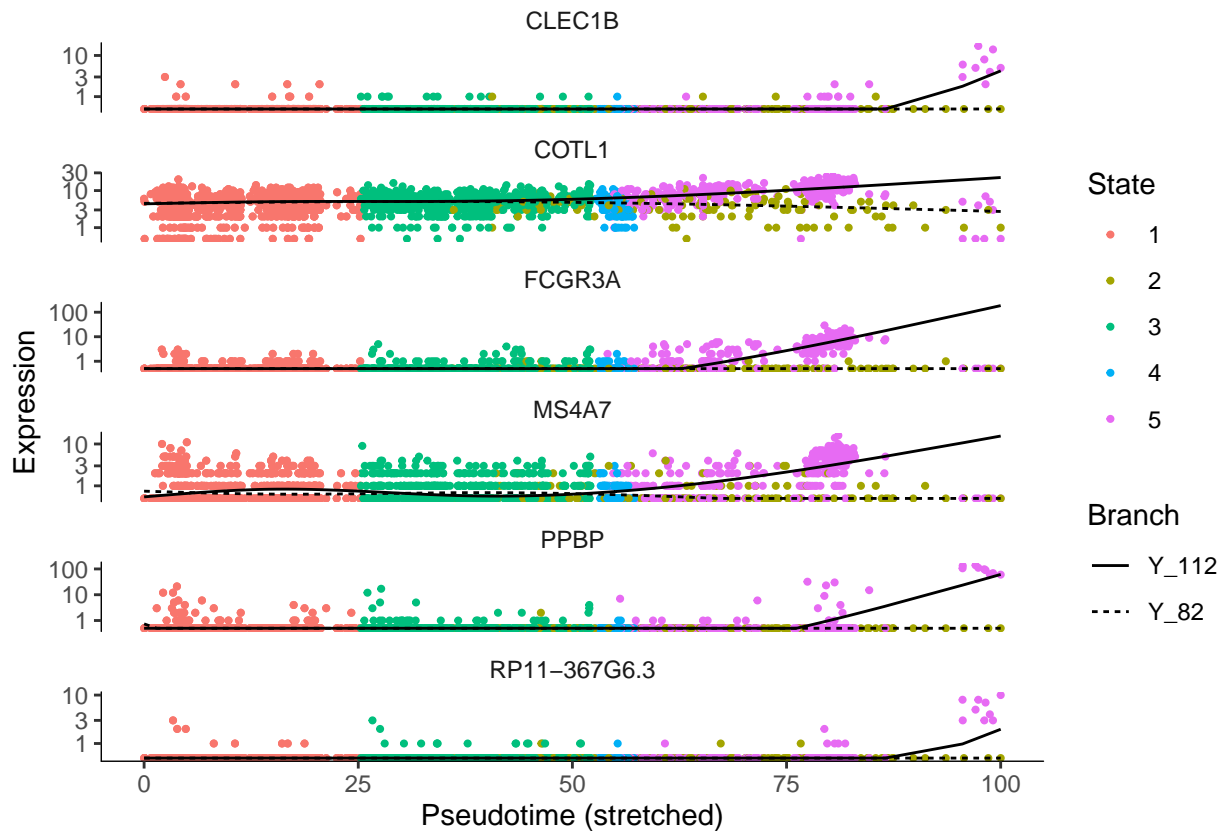 CLEC1B
10
3
1
COTL1
30
10
3
1
FCGR3A
100
10
1
MS4A7
10
3
1
PPBP
100
10
1
RP11−367G6.3
10
3
1
0 25 50 75 100
Pseudotime (stretched)
Expression
State
1
2
3
4
5
Branch
Y_112
Y_82